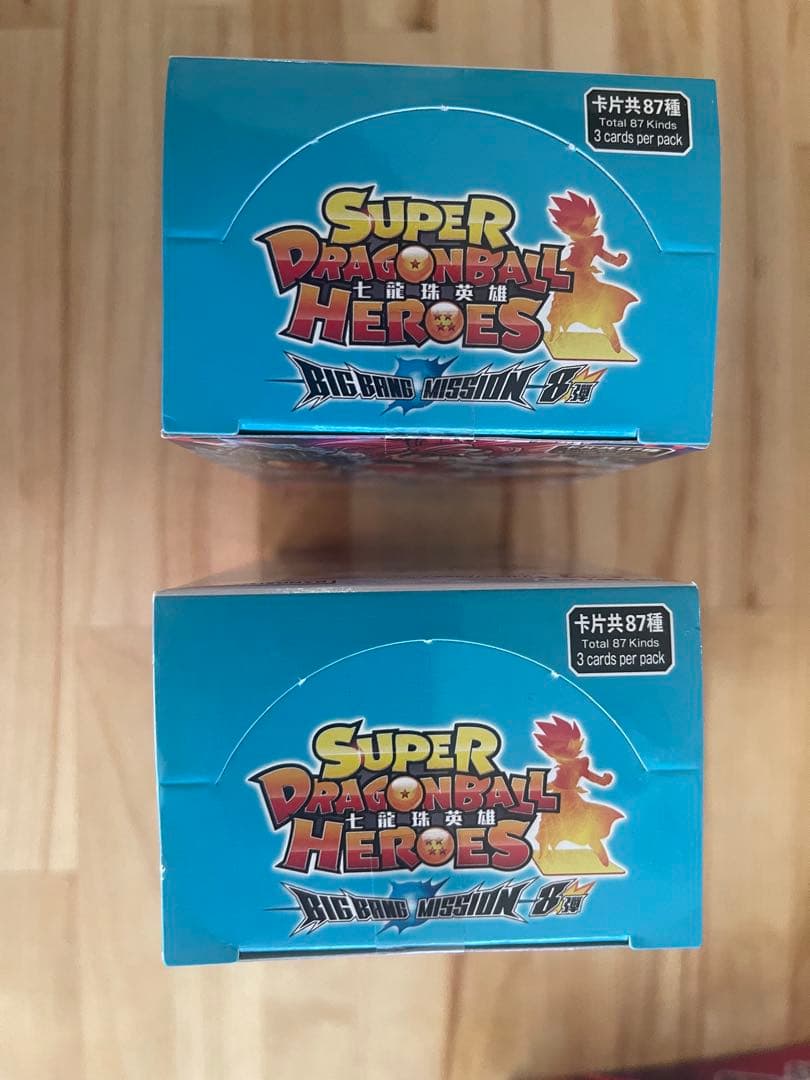 卡片共87種
Total 87 Kinds
3 cards per pack
SUPER
DRAGONBALL
七龍珠英雄
HEROES
BIG BANG MISSION 8彈
卡片共87種
Total 87 Kinds
3 cards per pack
SUPER
DRAGONBALL
七龍珠英雄
HEROES
BIG BANG MISSION 8彈